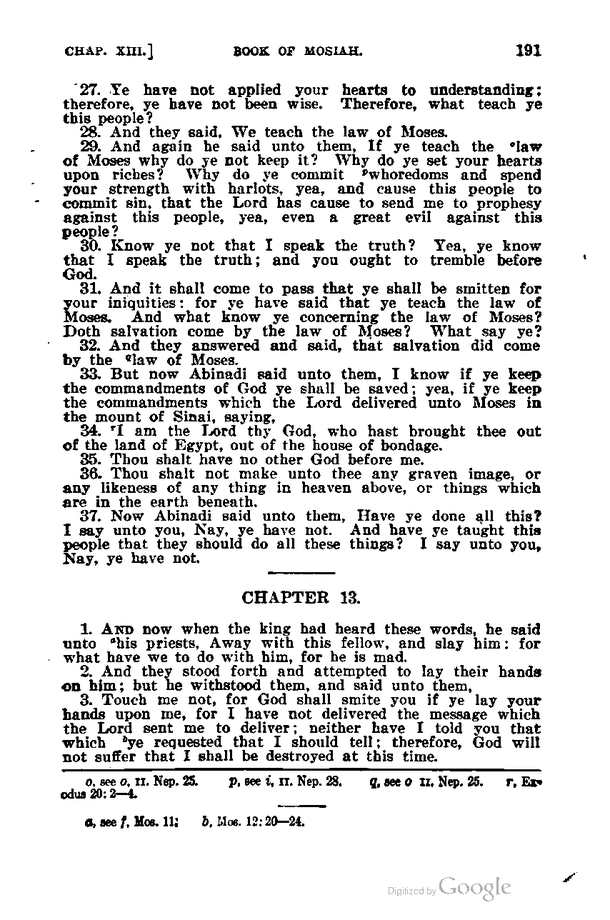 CHAP. XIII.] BOOK OF MOSIAH. 191
27. Ye have not applied your hearts to understanding;
therefore, ye have not been wise. Therefore, what teach ye
this people?
28. And they said, We teach the law of Moses.
29. And again he said unto them, If ye teach the °law
of Moses why do ye not keep it? Why do ye set your hearts
upon riches? Why do ye commit ᵖwhoredoms and spend
your strength with harlots, yea, and cause this people to
commit sin, that the Lord has cause to send me to prophesy
against this people, yea, even a great evil against this
people?
30. Know ye not that I speak the truth? Yea, ye know
that I speak the truth; and you ought to tremble before
God.
31. And it shall come to pass that ye shall be smitten for
your iniquities: for ye have said that ye teach the law of
Moses. And what know ye concerning the law of Moses?
Doth salvation come by the law of Moses? What say ye?
32. And they answered and said, that salvation did come
by the qlaw of Moses.
33. But now Abinadi said unto them, I know if ye keep
the commandments of God ye shall be saved; yea, if ye keep
the commandments which the Lord delivered unto Moses in
the mount of Sinai, saying,
34. ʳI am the Lord thy God, who hast brought thee out
of the land of Egypt, out of the house of bondage.
35. Thou shalt have no other God before me.
36. Thou shalt not make unto thee any graven image, or
any likeness of any thing in heaven above, or things which
are in the earth beneath.
37. Now Abinadi said unto them, Have ye done all this?
I say unto you, Nay, ye have not. And have ye taught this
people that they should do all these things? I say unto you,
Nay, ye have not.
CHAPTER 13.
1. AND now when the king had heard these words, he said
unto ᵃhis priests, Away with this fellow, and slay him: for
what have we to do with him, for he is mad.
2. And they stood forth and attempted to lay their hands
on him; but he withstood them, and said unto them,
3. Touch me not, for God shall smite you if ye lay your
hands upon me, for I have not delivered the message which
the Lord sent me to deliver; neither have I told you that
which ᵇye requested that I should tell; therefore, God will
not suffer that I shall be destroyed at this time.
o, see o, II. Nep. 25. p, see i, II. Nep. 28. q, see o II. Nep. 25. r, Ex-
odus 20: 2—4.
a, see f, Mos. 11; b, Mos. 12: 20—24.
Digitized by Google